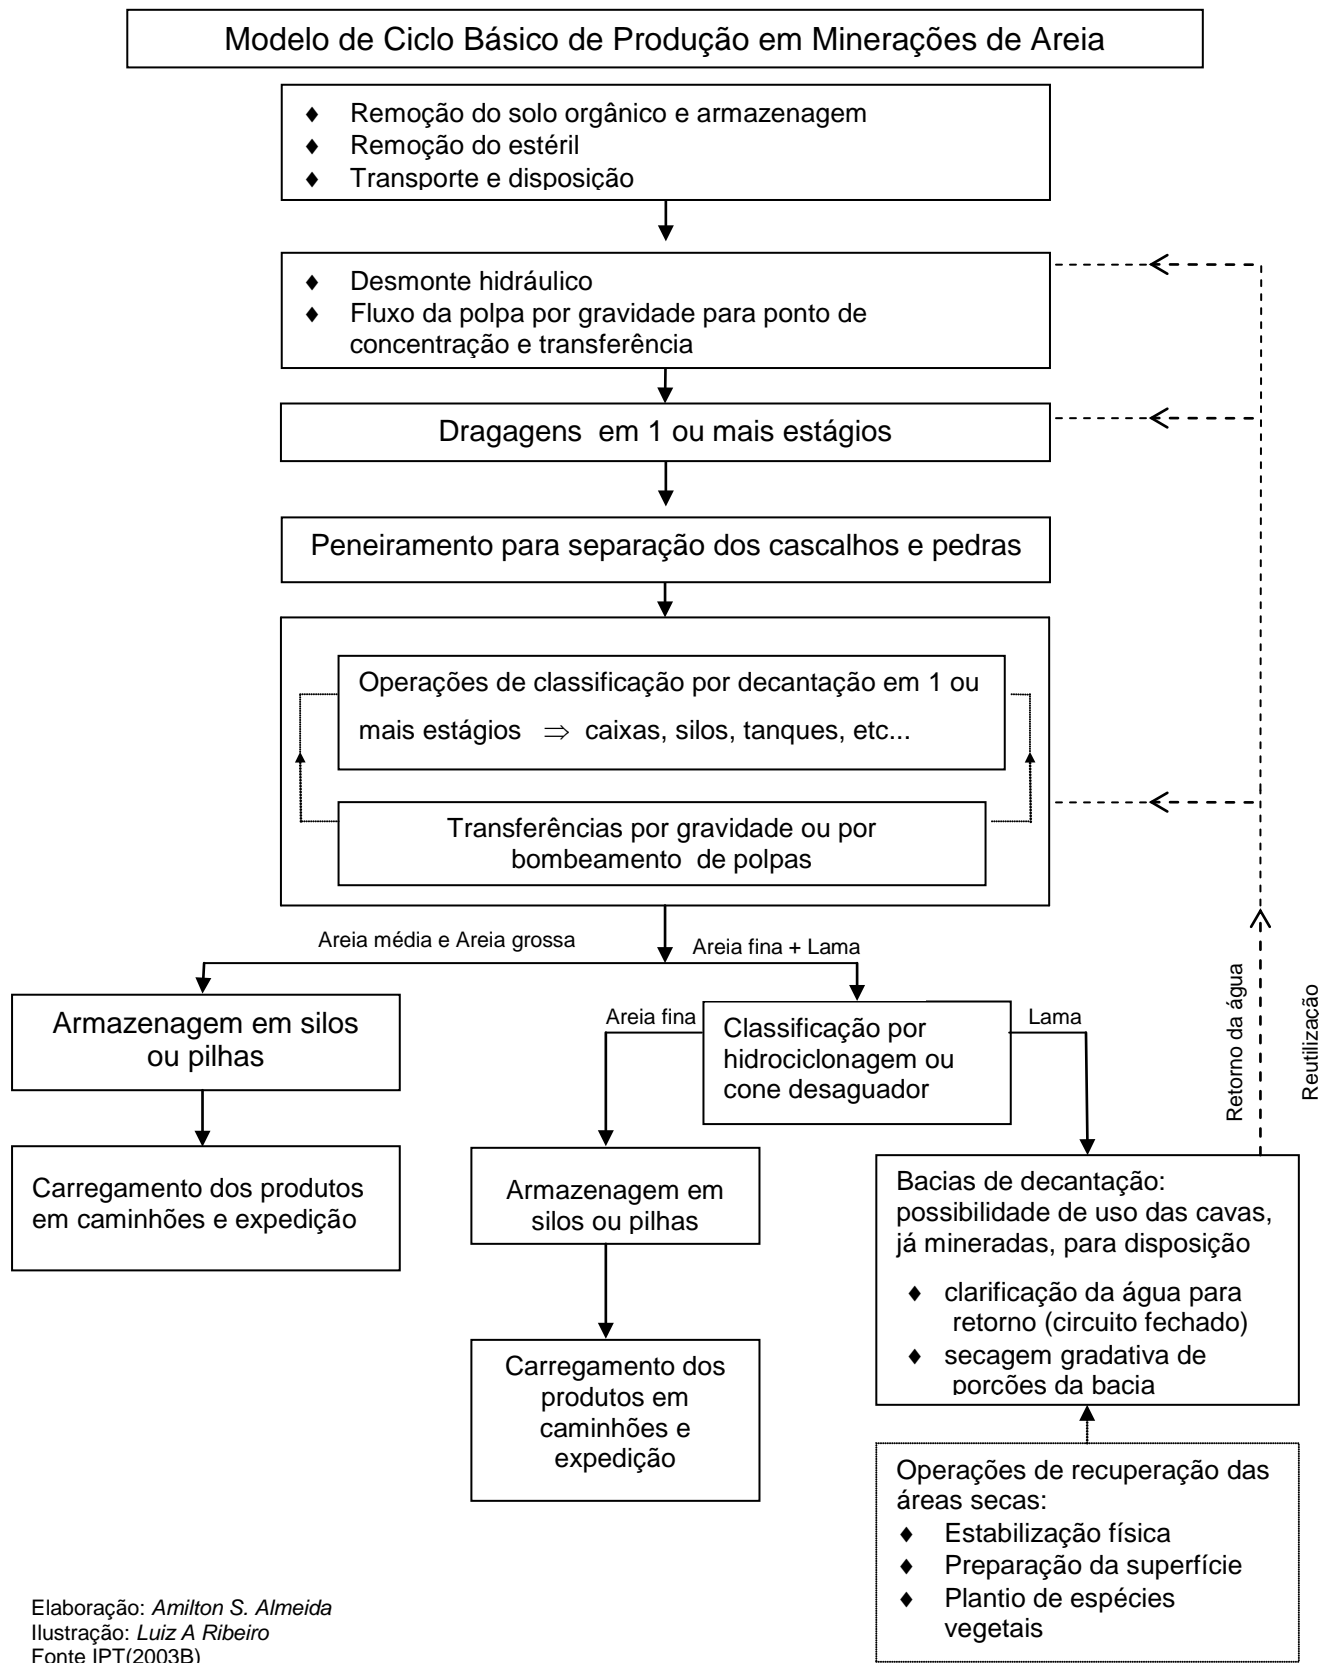 Modelo de Ciclo Básico de Produção em Minerações de Areia
♦ Remoção do solo orgânico e armazenagem
♦ Remoção do estéril
♦ Transporte e disposição
♦ Desmonte hidráulico
♦ Fluxo da polpa por gravidade para ponto de
concentração e transferência
Dragagens em 1 ou mais estágios
Peneiramento para separação dos cascalhos e pedras
Operações de classificação por decantação em 1 ou
mais estágios ⇒ caixas, silos, tanques, etc...
Transferências por gravidade ou por
bombeamento de polpas
Areia média e Areia grossa
Areia fina + Lama
Armazenagem em silos
ou pilhas
Carregamento dos produtos
em caminhões e expedição
Areia fina
Classificação por
hidrociclonagem ou
cone desaguador
Lama
Retorno da água
Reutilização
Armazenagem em
silos ou pilhas
Carregamento dos
produtos em
caminhões e
expedição
Bacias de decantação:
possibilidade de uso das cavas,
já mineradas, para disposição
♦ clarificação da água para
retorno (circuito fechado)
♦ secagem gradativa de
porções da bacia
Operações de recuperação das
áreas secas:
♦ Estabilização física
♦ Preparação da superfície
♦ Plantio de espécies
vegetais
Elaboração: Amilton S. Almeida
Ilustração: Luiz A Ribeiro
Fonte IPT(2003B)